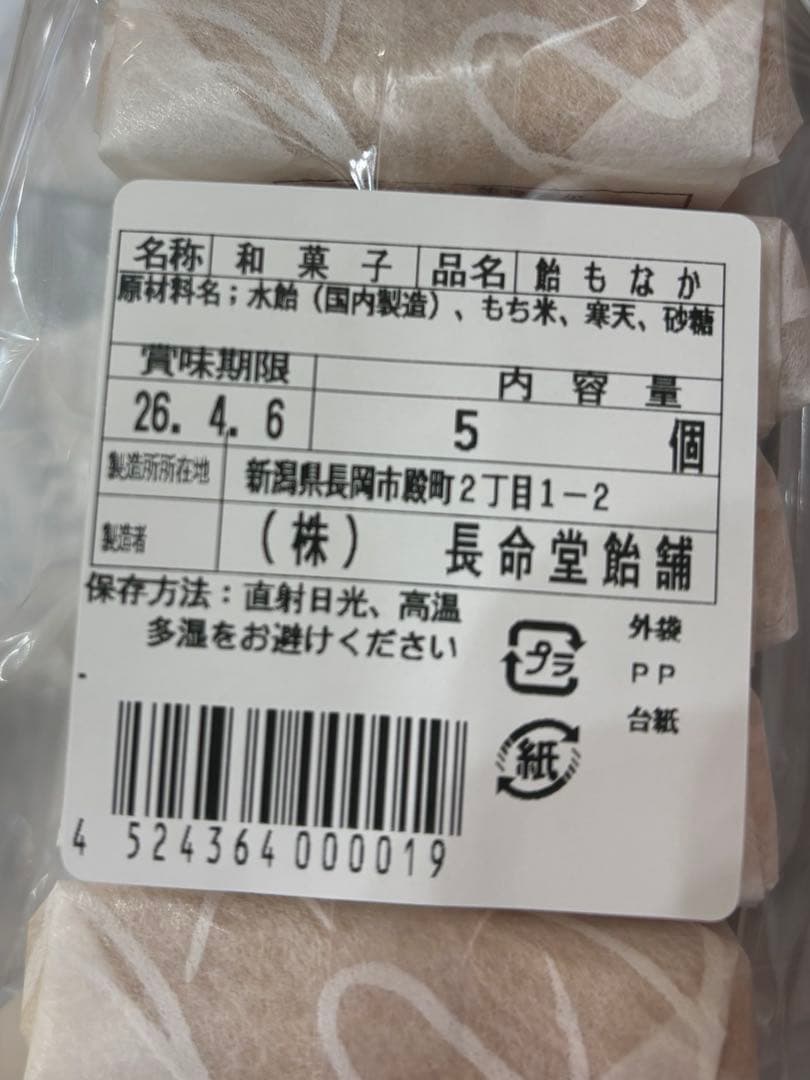 名称 和菓子 品名 飴もなか
原材料名；水飴（国内製造）、もち米、寒天、砂糖
賞味期限 内容量
26. 4. 6 5 個
製造所所在地 新潟県長岡市殿町２丁目１－２
製造者 （株） 長命堂飴舗
保存方法：直射日光、高温
多湿をお避けください
プラ 外袋
ＰＰ
紙 台紙
4 524364 000019